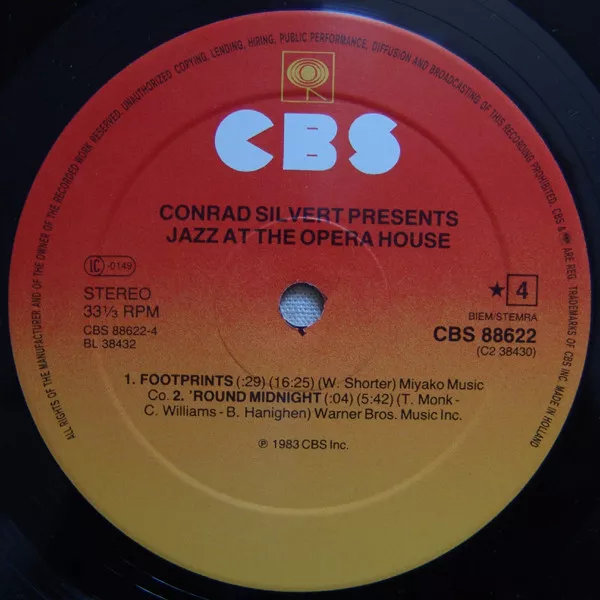 ALL RIGHTS OF THE MANUFACTURER AND OF THE OWNER OF THE RECORDED WORK RESERVED. UNAUTHORIZED COPYING, LENDING, HIRING, PUBLIC PERFORMANCE, DIFFUSION AND BROADCASTING OF THIS RECORDING PROHIBITED. CBS & ARE REG. TRADEMARKS OF CBS INC. MADE IN HOLLAND
CBS
CONRAD SILVERT PRESENTS
JAZZ AT THE OPERA HOUSE
LC -0149
STEREO
33⅓ RPM
CBS 88622-4
BL 38432
★ 4
BIEM/STEMRA
CBS 88622
(C2 38430)
1. FOOTPRINTS (:29) (16:25) (W. Shorter) Miyako Music
Co. 2. 'ROUND MIDNIGHT (:04) (5:42) (T. Monk -
C. Williams - B. Hanighen) Warner Bros. Music Inc.
℗ 1983 CBS Inc.